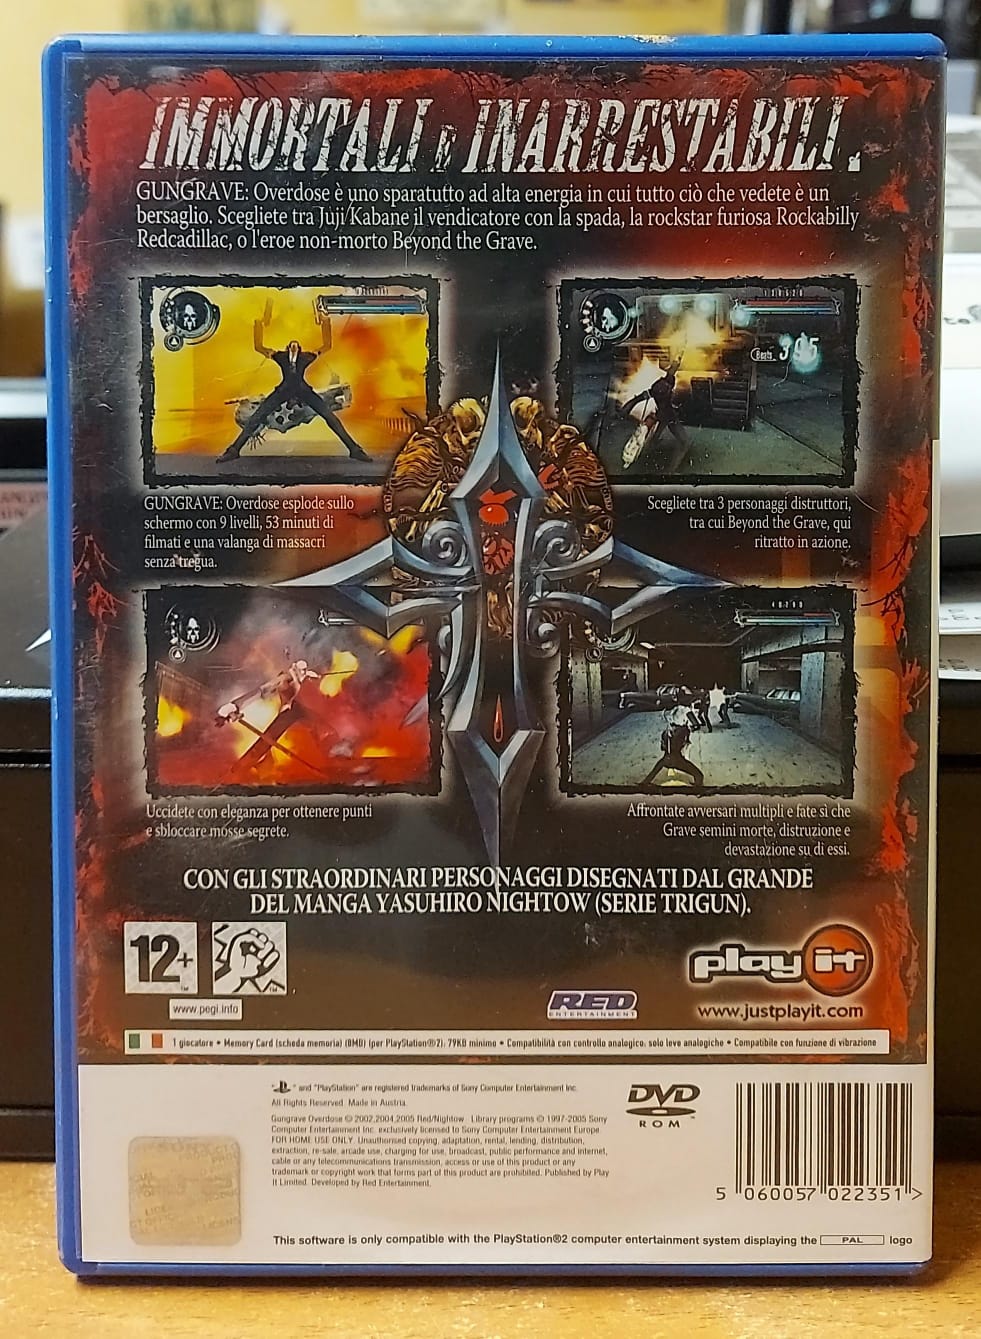 IMMORTALI E INARRESTABILI.
GUNGRAVE: Overdose è uno sparatutto ad alta energia in cui tutto ciò che vedete è un
bersaglio. Scegliete tra Juji Kabane il vendicatore con la spada, la rockstar furiosa Rockabilly
Redcadillac, o l'eroe non-morto Beyond the Grave.
Beats 305
GUNGRAVE: Overdose esplode sullo
schermo con 9 livelli, 53 minuti di
filmati e una valanga di massacri
senza tregua.
Scegliete tra 3 personaggi distruttori,
tra cui Beyond the Grave, qui
ritratto in azione.
Uccidete con eleganza per ottenere punti
e sbloccare mosse segrete.
Affrontate avversari multipli e fate sì che
Grave semini morte, distruzione e
devastazione su di essi.
CON GLI STRAORDINARI PERSONAGGI DISEGNATI DAL GRANDE
DEL MANGA YASUHIRO NIGHTOW (SERIE TRIGUN).
12+
www.pegi.info
RED
ENTERTAINMENT
play it
www.justplayit.com
1 giocatore • Memory Card (scheda memoria) (8MB) (per PlayStation®2): 79KB minimo • Compatibilità con controllo analogico: solo leve analogiche • Compatibile con funzione di vibrazione
" " and "PlayStation" are registered trademarks of Sony Computer Entertainment Inc.
All Rights Reserved. Made in Austria.
Gungrave Overdose © 2002,2004,2005 Red/Nightow. Library programs © 1997-2005 Sony
Computer Entertainment Inc. exclusively licensed to Sony Computer Entertainment Europe.
FOR HOME USE ONLY. Unauthorised copying, adaptation, rental, lending, distribution,
extraction, re-sale, arcade use, charging for use, broadcast, public performance and internet,
cable or any telecommunications transmission, access or use of this product or any
trademark or copyright work that forms part of this product are prohibited. Published by Play
It Limited. Developed by Red Entertainment.
DVD
ROM
5 060057 022351 >
This software is only compatible with the PlayStation®2 computer entertainment system displaying the PAL logo